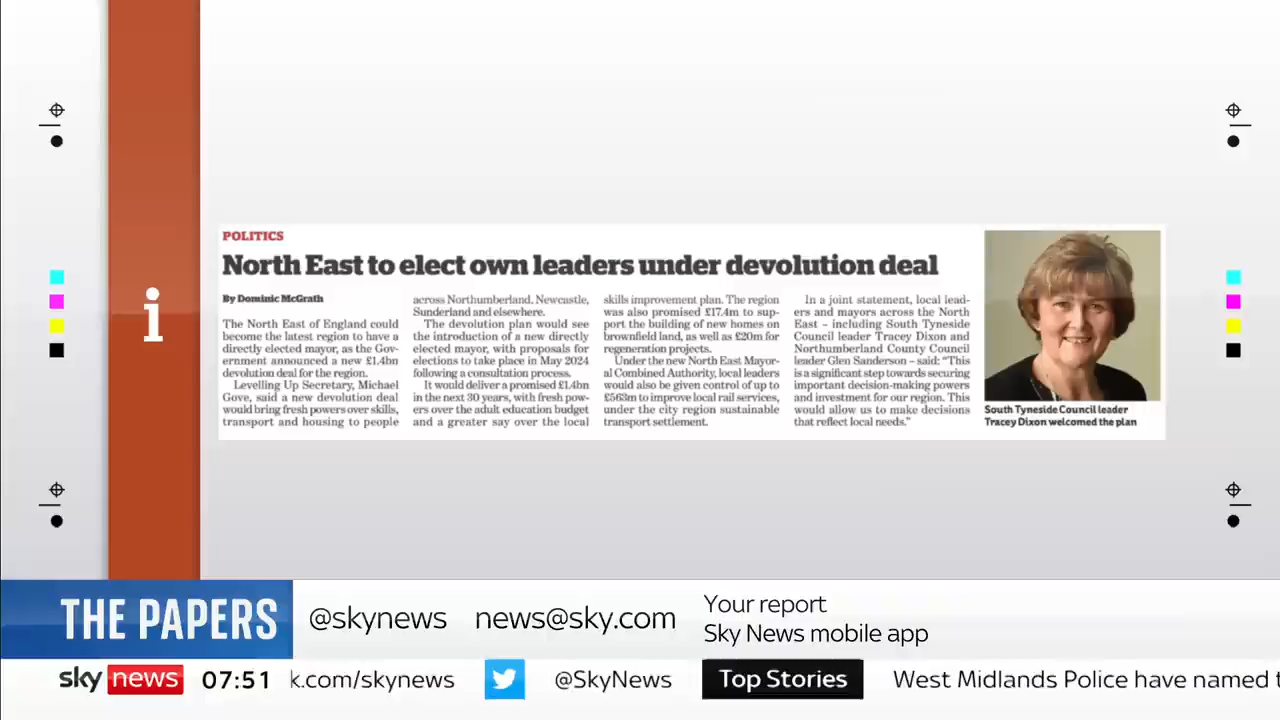 i
POLITICS
North East to elect own leaders under devolution deal
By Dominic McGrath
The North East of England could
become the latest region to have a
directly elected mayor, as the Gov-
ernment announced a new £1.4bn
devolution deal for the region.
Levelling Up Secretary, Michael
Gove, said a new devolution deal
would bring fresh powers over skills,
transport and housing to people
across Northumberland, Newcastle,
Sunderland and elsewhere.
The devolution plan would see
the introduction of a new directly
elected mayor, with proposals for
elections to take place in May 2024
following a consultation process.
It would deliver a promised £1.4bn
in the next 30 years, with fresh pow-
ers over the adult education budget
and a greater say over the local
skills improvement plan. The region
was also promised £17.4m to sup-
port the building of new homes on
brownfield land, as well as £20m for
regeneration projects.
Under the new North East Mayor-
al Combined Authority, local leaders
would also be given control of up to
£563m to improve local rail services,
under the city region sustainable
transport settlement.
In a joint statement, local lead-
ers and mayors across the North
East – including South Tyneside
Council leader Tracey Dixon and
Northumberland County Council
leader Glen Sanderson – said: “This
is a significant step towards securing
important decision-making powers
and investment for our region. This
would allow us to make decisions
that reflect local needs.”
South Tyneside Council leader
Tracey Dixon welcomed the plan
THE PAPERS
@skynews news@sky.com
Your report
Sky News mobile app
sky news 07:51 k.com/skynews @SkyNews Top Stories West Midlands Police have named t